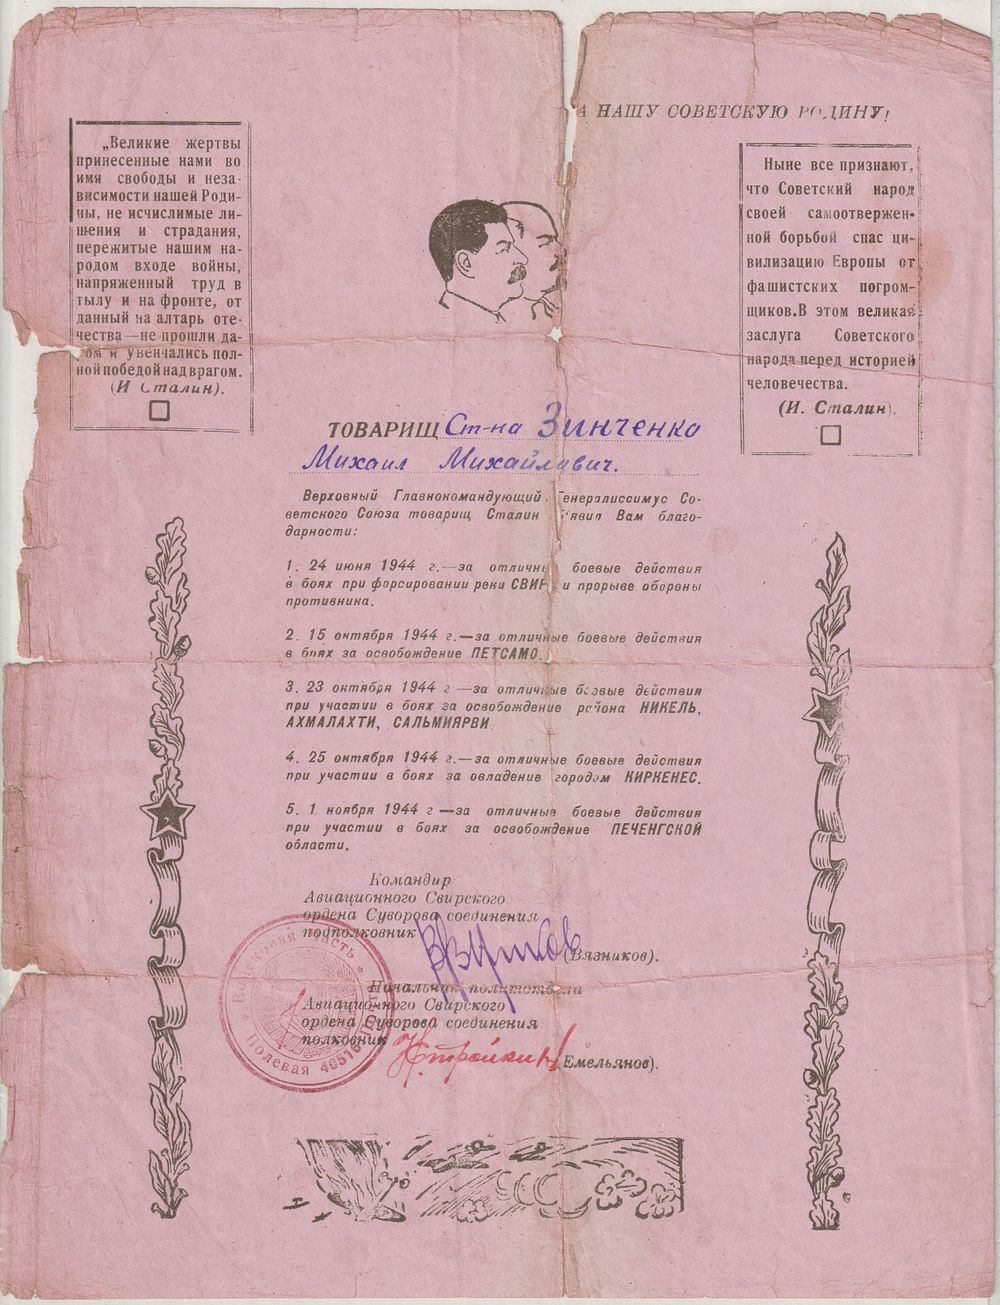 А НАШУ СОВЕТСКУЮ РОДИНУ!
„Великие жертвы
принесенные нами во
имя свободы и неза-
висимости нашей Роди-
ны, не исчислимые ли-
шения и страдания,
пережитые нашим на-
родом входе войны,
напряженный труд в
тылу и на фронте, от
данный на алтарь оте-
чества—не прошли да-
ром и увенчались пол-
ной победой над врагом.
(И Сталин).
Ныне все признают,
что Советский народ
своей самоотвержен-
ной борьбой спас ци-
вилизацию Европы от
фашистских погром-
щиков. В этом великая
заслуга Советского
народа перед историей
человечества.
(И. Сталин).
ТОВАРИЩ Ст-на Зинченко
Михаил Михайлович.
Верховный Главнокомандующий Генералиссимус Со-
ветского Союза товарищ Сталин объявил Вам благо-
дарности:
1. 24 июня 1944 г.—за отличные боевые действия
в боях при форсировании реки СВИРЬ и прорыве обороны
противника.
2. 15 октября 1944 г.—за отличные боевые действия
в боях за освобождение ПЕТСАМО.
3. 23 октября 1944 г—за отличные боевые действия
при участии в боях за освобождение района НИКЕЛЬ,
АХМАЛАХТИ, САЛЬМИЯРВИ.
4. 25 октября 1944 г.—за отличные боевые действия
при участии в боях за овладение городом КИРКЕНЕС.
5. 1 ноября 1944 г—за отличные боевые действия
при участии в боях за освобождение ПЕЧЕНГСКОЙ
области.
Командир
Авиационного Свирского
ордена Суворова соединения
подполковник
(Вязников).
Начальник политотдела
Авиационного Свирского
ордена Суворова соединения
полковник
Емельянов).
Войсковая часть * Полевая 40516